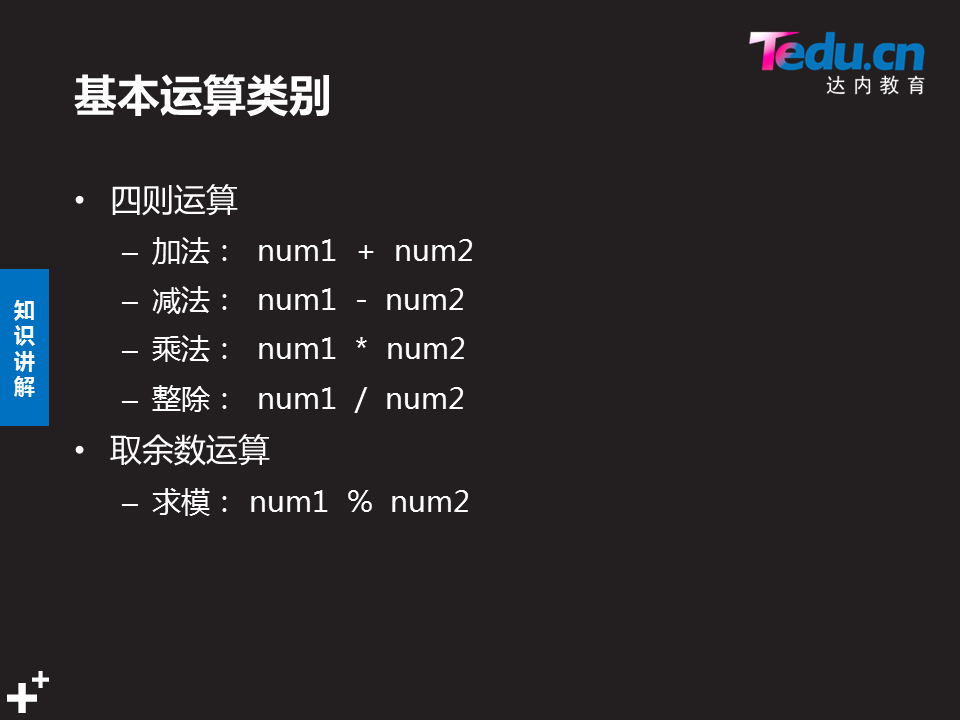 Tedu.cn
达内教育
基本运算类别
• 四则运算
– 加法： num1 + num2
– 减法： num1 - num2
– 乘法： num1 * num2
– 整除： num1 / num2
• 取余数运算
– 求模： num1 % num2
知识讲解